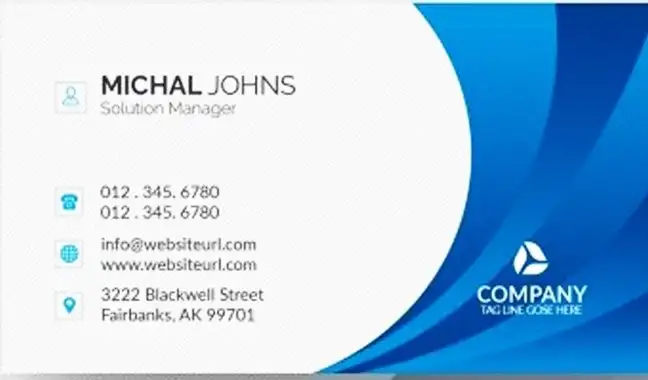 MICHAL JOHNS
Solution Manager
012 . 345. 6780
012 . 345. 6780
info@websiteurl.com
www.websiteurl.com
3222 Blackwell Street
Fairbanks, AK 99701
COMPANY
TAG LINE GOSE HERE